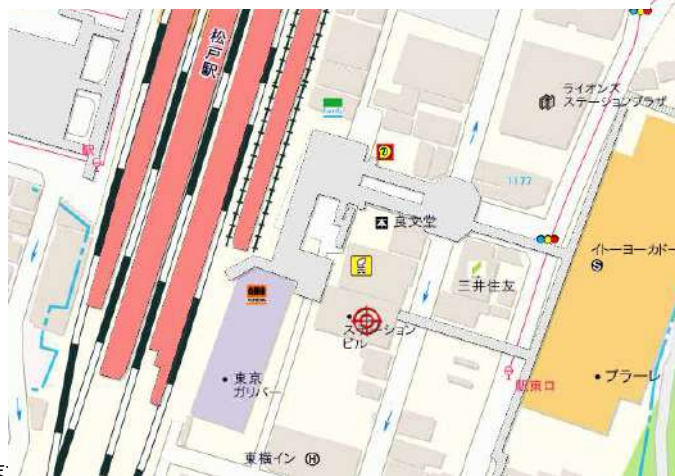 松戸駅
駅
ライオンズ
ステーションプラザ
1177
良文堂
イトーヨーカドー
S
三井住友
ステーション
ビル
駅東口
プラーレ
東京
ガリバー
東横イン
H